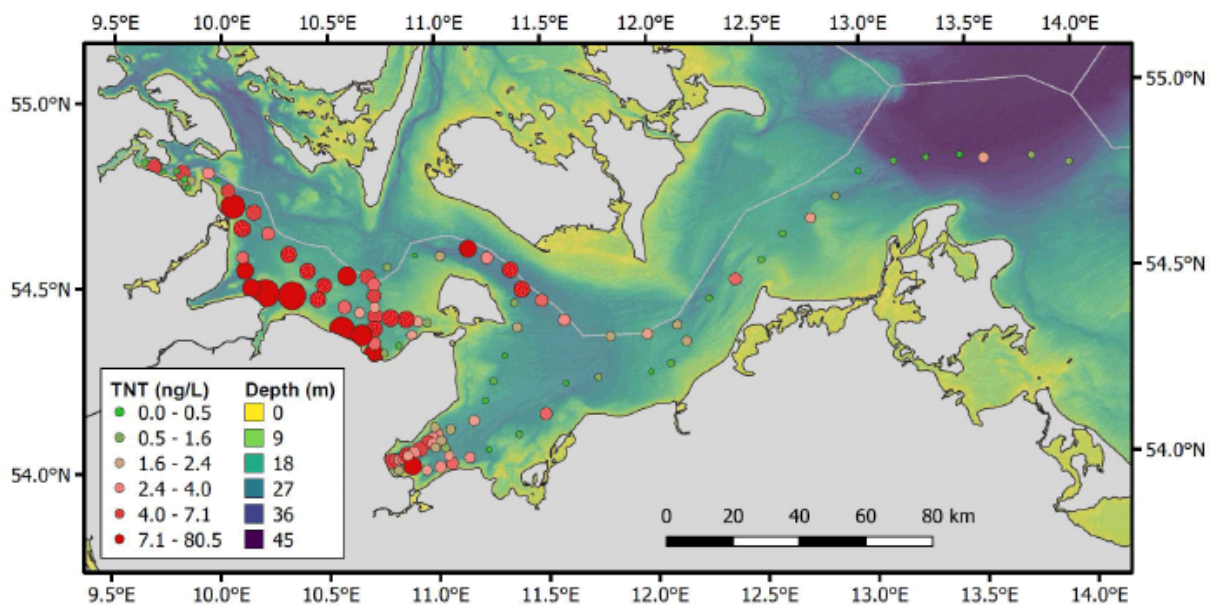 9.5°E 10.0°E 10.5°E 11.0°E 11.5°E 12.0°E 12.5°E 13.0°E 13.5°E 14.0°E
55.0°N 55.0°N
54.5°N 54.5°N
54.0°N 54.0°N
TNT (ng/L) Depth (m)
0.0 - 0.5 0
0.5 - 1.6 9
1.6 - 2.4 18
2.4 - 4.0 27
4.0 - 7.1 36
7.1 - 80.5 45
0 20 40 60 80 km
9.5°E 10.0°E 10.5°E 11.0°E 11.5°E 12.0°E 12.5°E 13.0°E 13.5°E 14.0°E